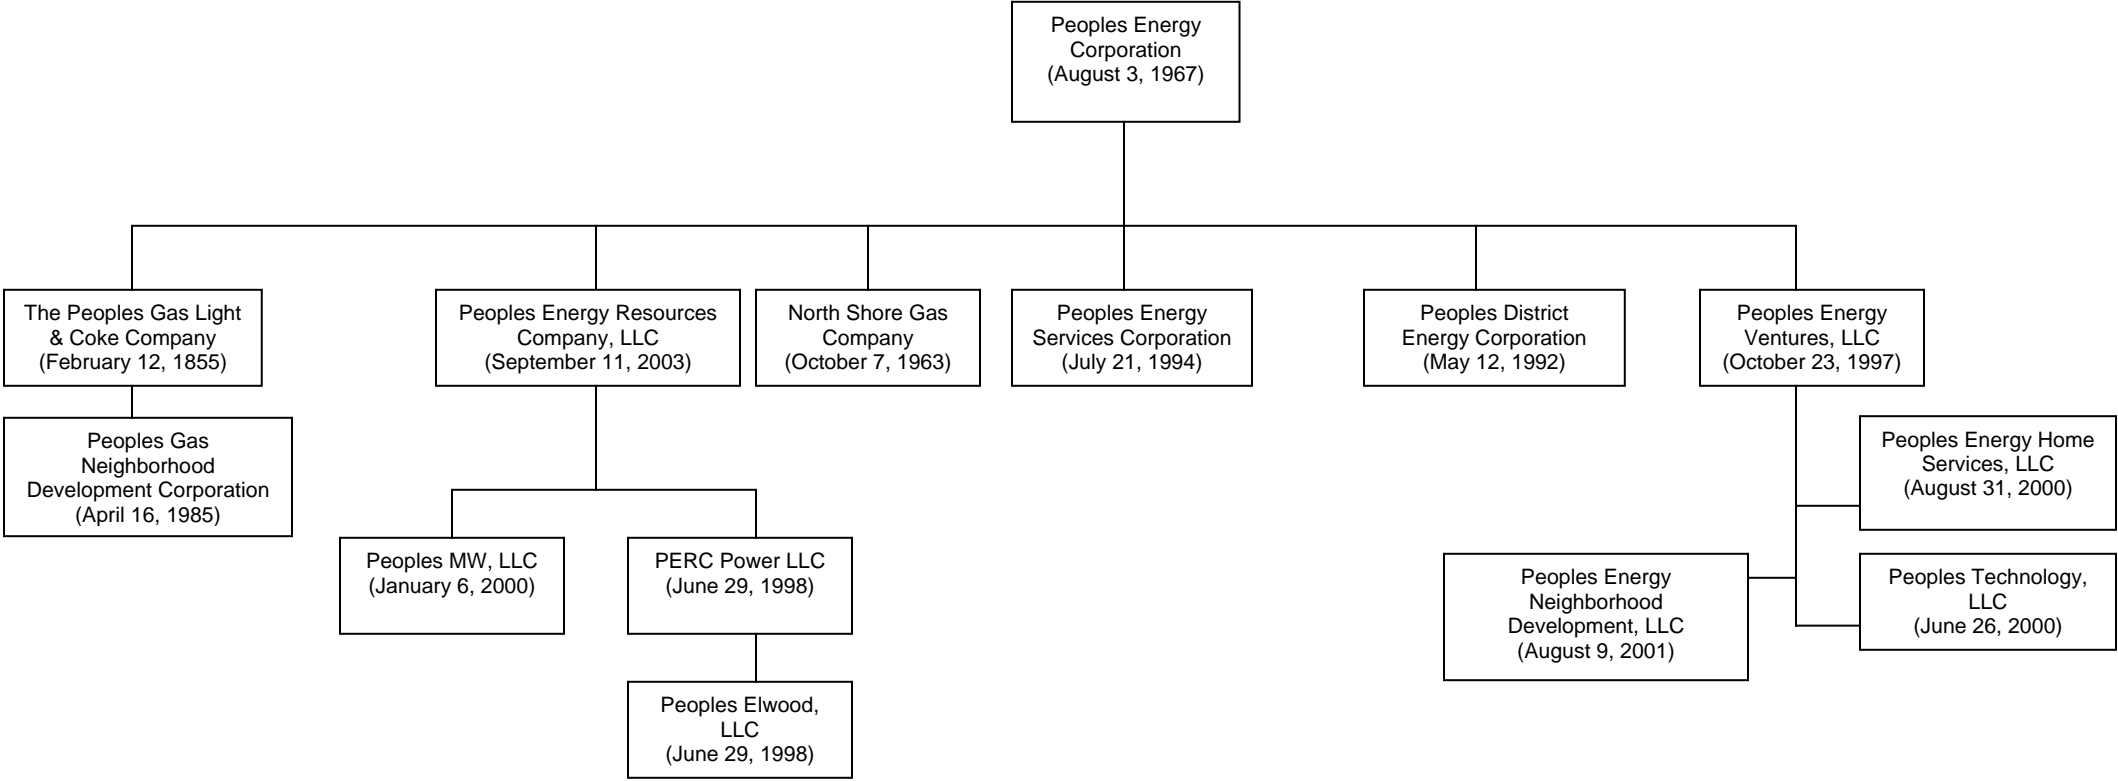 Peoples Energy
Corporation
(August 3, 1967)
The Peoples Gas Light
& Coke Company
(February 12, 1855)
Peoples Energy Resources
Company, LLC
(September 11, 2003)
North Shore Gas
Company
(October 7, 1963)
Peoples Energy
Services Corporation
(July 21, 1994)
Peoples District
Energy Corporation
(May 12, 1992)
Peoples Energy
Ventures, LLC
(October 23, 1997)
Peoples Gas
Neighborhood
Development Corporation
(April 16, 1985)
Peoples Energy Home
Services, LLC
(August 31, 2000)
Peoples MW, LLC
(January 6, 2000)
PERC Power LLC
(June 29, 1998)
Peoples Energy
Neighborhood
Development, LLC
(August 9, 2001)
Peoples Technology,
LLC
(June 26, 2000)
Peoples Elwood,
LLC
(June 29, 1998)